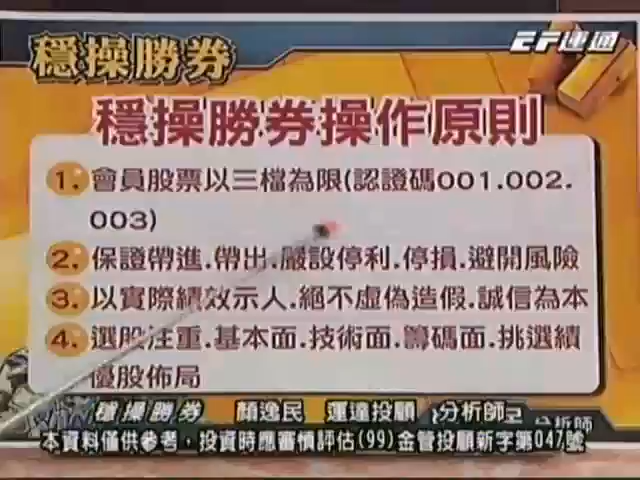 穩操勝券
EF運通
穩操勝券操作原則
1. 會員股票以三檔為限(認證碼001.002.
003)
2. 保證帶進.帶出.嚴設停利.停損.避開風險
3. 以實際績效示人.絕不虛偽造假.誠信為本
4. 選股注重.基本面.技術面.籌碼面.挑選績
優股佈局
穩操勝券 顏逸民 運達投顧 分析師
分析師
本資料僅供參考，投資時應審慎評估(99)金管投顧新字第047號